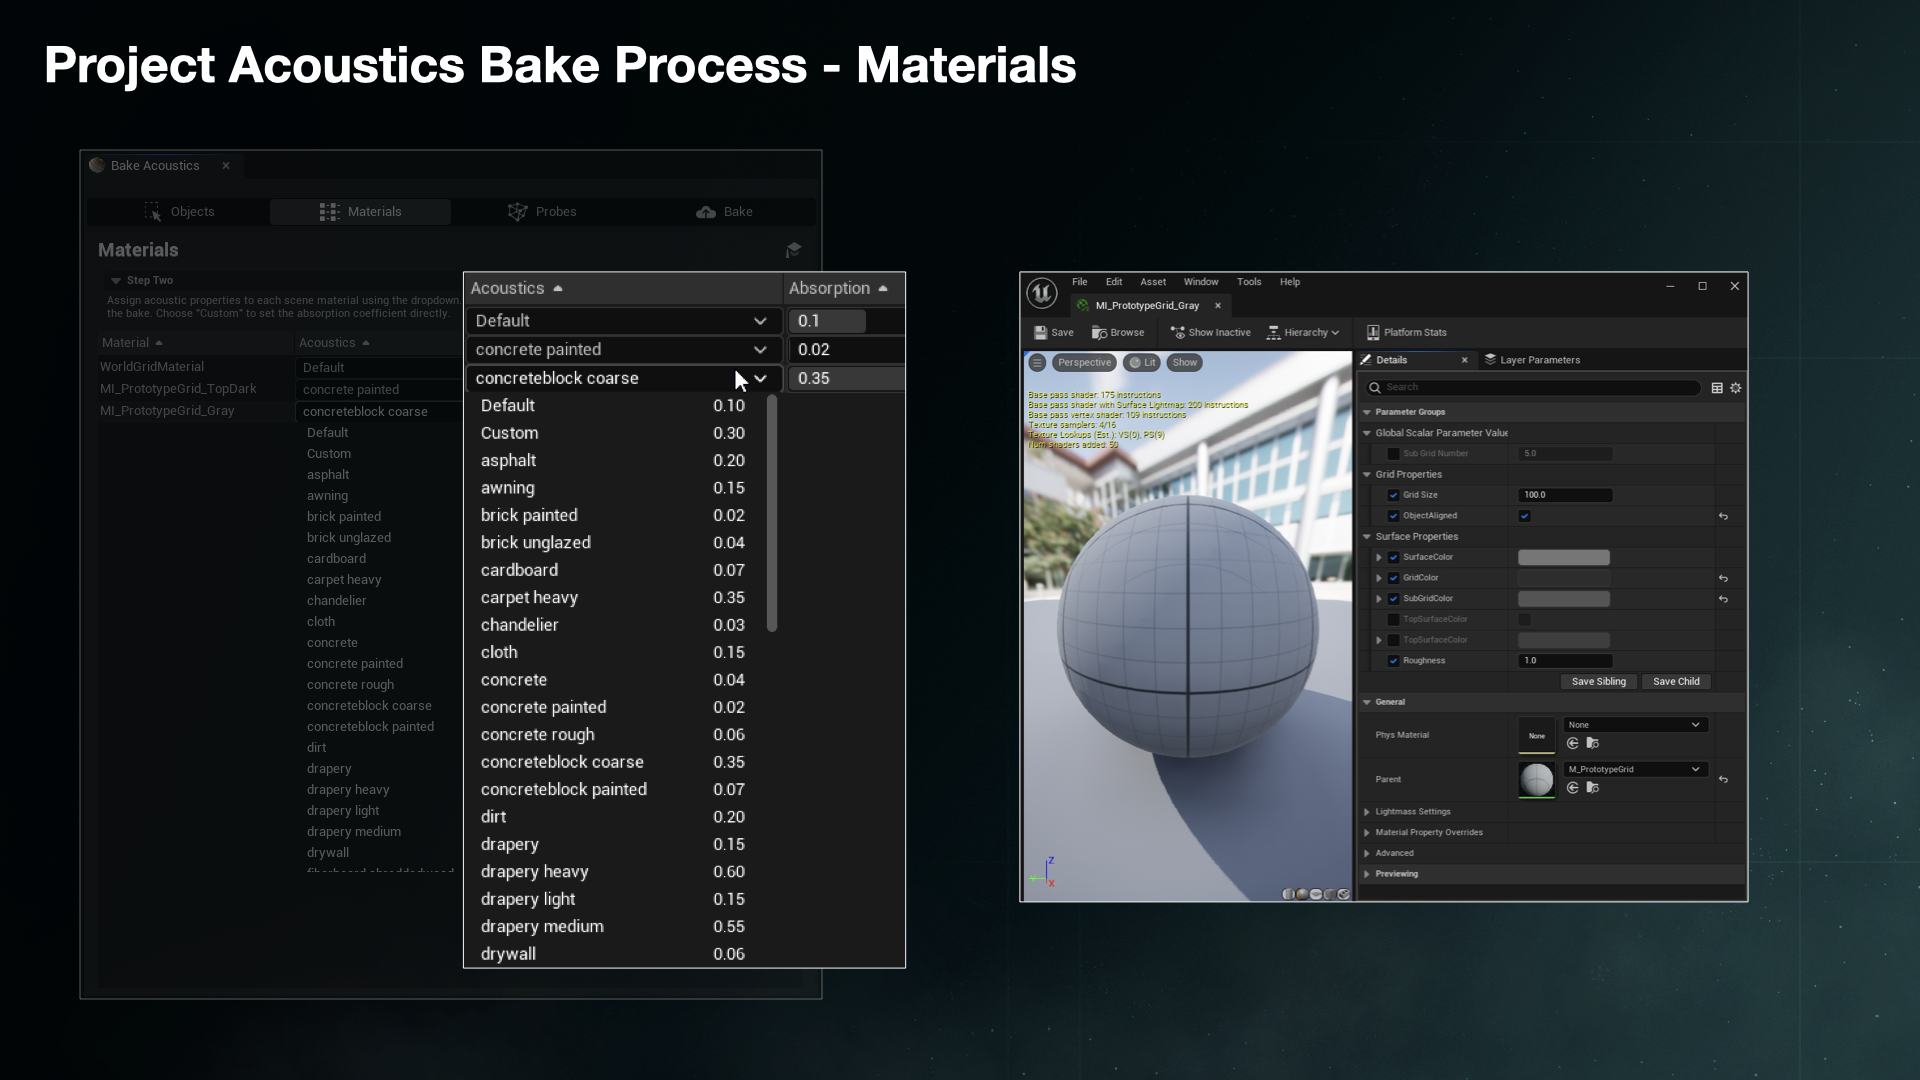 Project Acoustics Bake Process - Materials
Bake Acoustics
Objects
Materials
Probes
Bake
Materials
Step Two
Assign acoustic properties to each scene material using the dropdown.
the bake. Choose "Custom" to set the absorption coefficient directly.
Material
Acoustics
WorldGridMaterial
Default
MI_PrototypeGrid_TopDark
concrete painted
MI_PrototypeGrid_Gray
concreteblock coarse
Default
Custom
asphalt
awning
brick painted
brick unglazed
cardboard
carpet heavy
chandelier
cloth
concrete
concrete painted
concrete rough
concreteblock coarse
concreteblock painted
dirt
drapery
drapery heavy
drapery light
drapery medium
drywall
Acoustics
Absorption
Default
0.1
concrete painted
0.02
concreteblock coarse
0.35
Default 0.10
Custom 0.30
asphalt 0.20
awning 0.15
brick painted 0.02
brick unglazed 0.04
cardboard 0.07
carpet heavy 0.35
chandelier 0.03
cloth 0.15
concrete 0.04
concrete painted 0.02
concrete rough 0.06
concreteblock coarse 0.35
concreteblock painted 0.07
dirt 0.20
drapery 0.15
drapery heavy 0.60
drapery light 0.15
drapery medium 0.55
drywall 0.06
File Edit Asset Window Tools Help
MI_PrototypeGrid_Gray
Save
Browse
Show Inactive
Hierarchy
Platform Stats
Perspective
Lit
Show
Base pass shader: 175 instructions
Base pass shader with Surface Lightmap: 200 instructions
Base pass vertex shader: 109 instructions
Texture samplers: 4/16
Texture Lookups (Est.): VS(0), PS(9)
Num shaders added: 50
Z
X
Details
Layer Parameters
Search
Parameter Groups
Global Scalar Parameter Value
Sub Grid Number
5.0
Grid Properties
Grid Size
100.0
ObjectAligned
Surface Properties
SurfaceColor
GridColor
SubGridColor
TopSurfaceColor
TopSurfaceColor
Roughness
1.0
Save Sibling
Save Child
General
Phys Material
None
None
Parent
M_PrototypeGrid
Lightmass Settings
Material Property Overrides
Advanced
Previewing